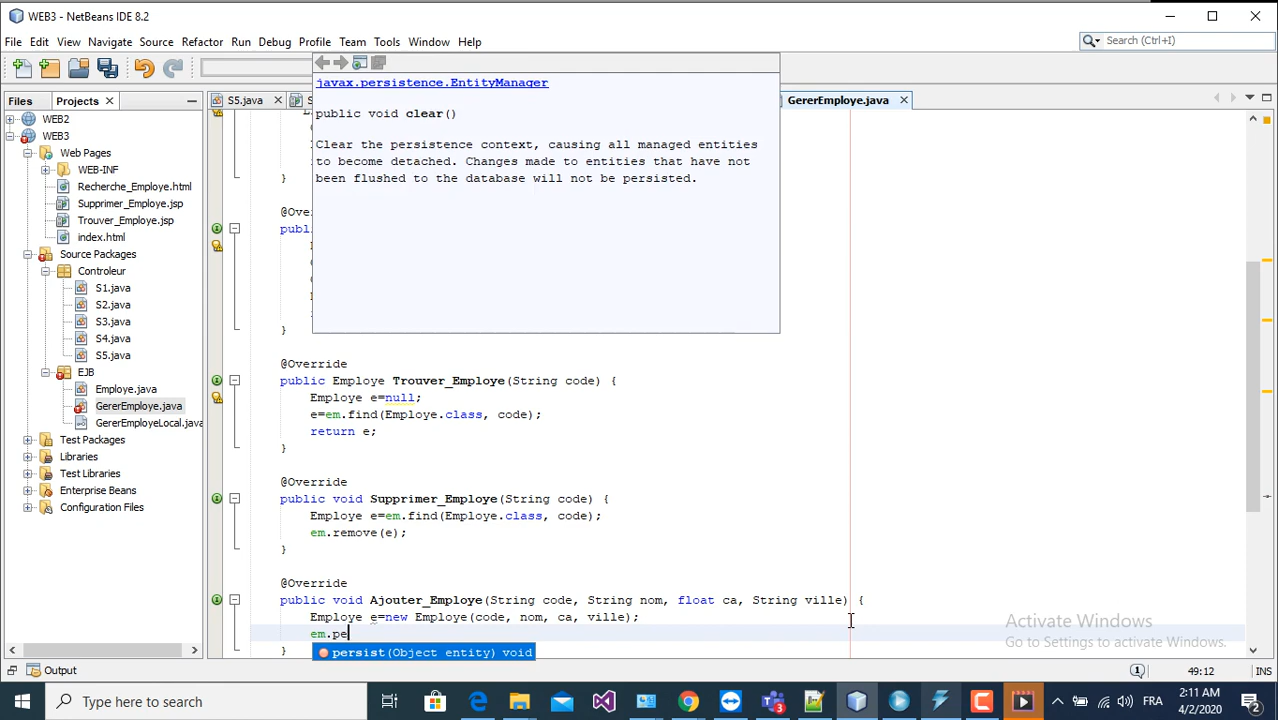 WEB3 - NetBeans IDE 8.2
File Edit View Navigate Source Refactor Run Debug Profile Team Tools Window Help
Search (Ctrl+I)
Files Projects
S5.java
GererEmploye.java
WEB2
WEB3
Web Pages
WEB-INF
Recherche_Employe.html
Supprimer_Employe.jsp
Trouver_Employe.jsp
index.html
Source Packages
Controleur
S1.java
S2.java
S3.java
S4.java
S5.java
EJB
Employe.java
GererEmploye.java
GererEmployeLocal.java
Test Packages
Libraries
Test Libraries
Enterprise Beans
Configuration Files
javax.persistence.EntityManager
public void clear()
Clear the persistence context, causing all managed entities
to become detached. Changes made to entities that have not
been flushed to the database will not be persisted.
}
@Over
publ
}
@Override
public Employe Trouver_Employe(String code) {
Employe e=null;
e=em.find(Employe.class, code);
return e;
}
@Override
public void Supprimer_Employe(String code) {
Employe e=em.find(Employe.class, code);
em.remove(e);
}
@Override
public void Ajouter_Employe(String code, String nom, float ca, String ville) {
Employe e=new Employe(code, nom, ca, ville);
em.pe
}
persist(Object entity) void
Activate Windows
Go to Settings to activate Windows.
Output
1
49:12
INS
Type here to search
FRA
2:11 AM
4/2/2020
2